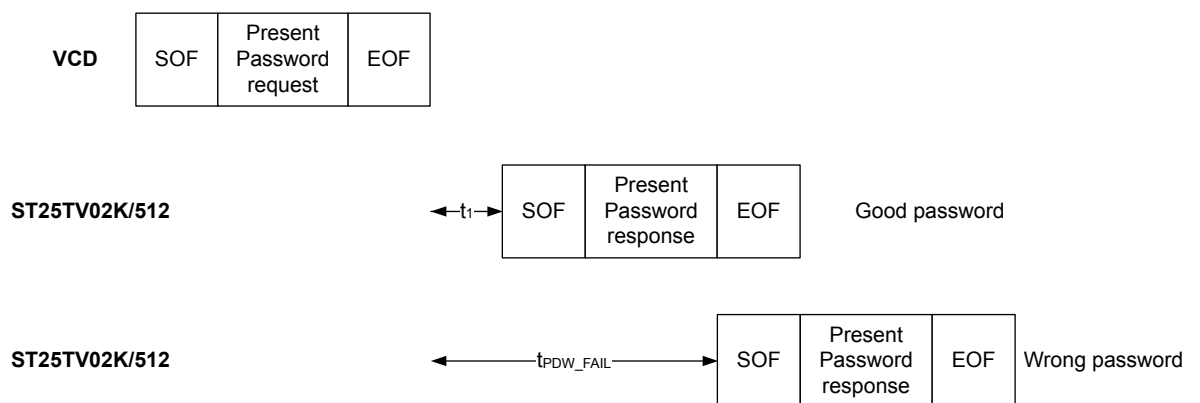 VCD
SOF
Present
Password
request
EOF
ST25TV02K/512
t1
SOF
Present
Password
response
EOF
Good password
ST25TV02K/512
tPDW_FAIL
SOF
Present
Password
response
EOF
Wrong password